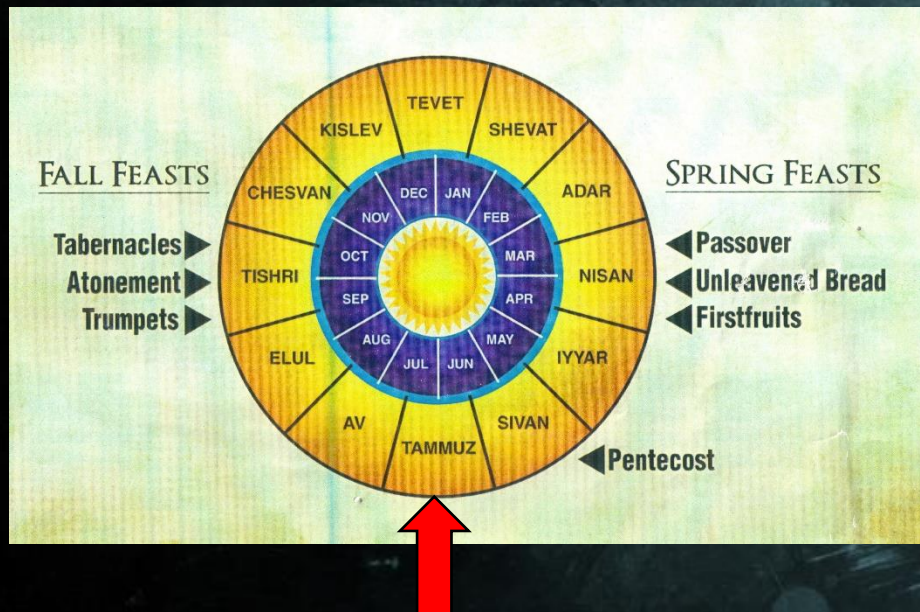 FALL FEASTS
Tabernacles
Atonement
Trumpets
TEVET
SHEVAT
ADAR
NISAN
IYYAR
SIVAN
TAMMUZ
AV
ELUL
TISHRI
CHESVAN
KISLEV
JAN
FEB
MAR
APR
MAY
JUN
JUL
AUG
SEP
OCT
NOV
DEC
SPRING FEASTS
Passover
Unleavened Bread
Firstfruits
Pentecost